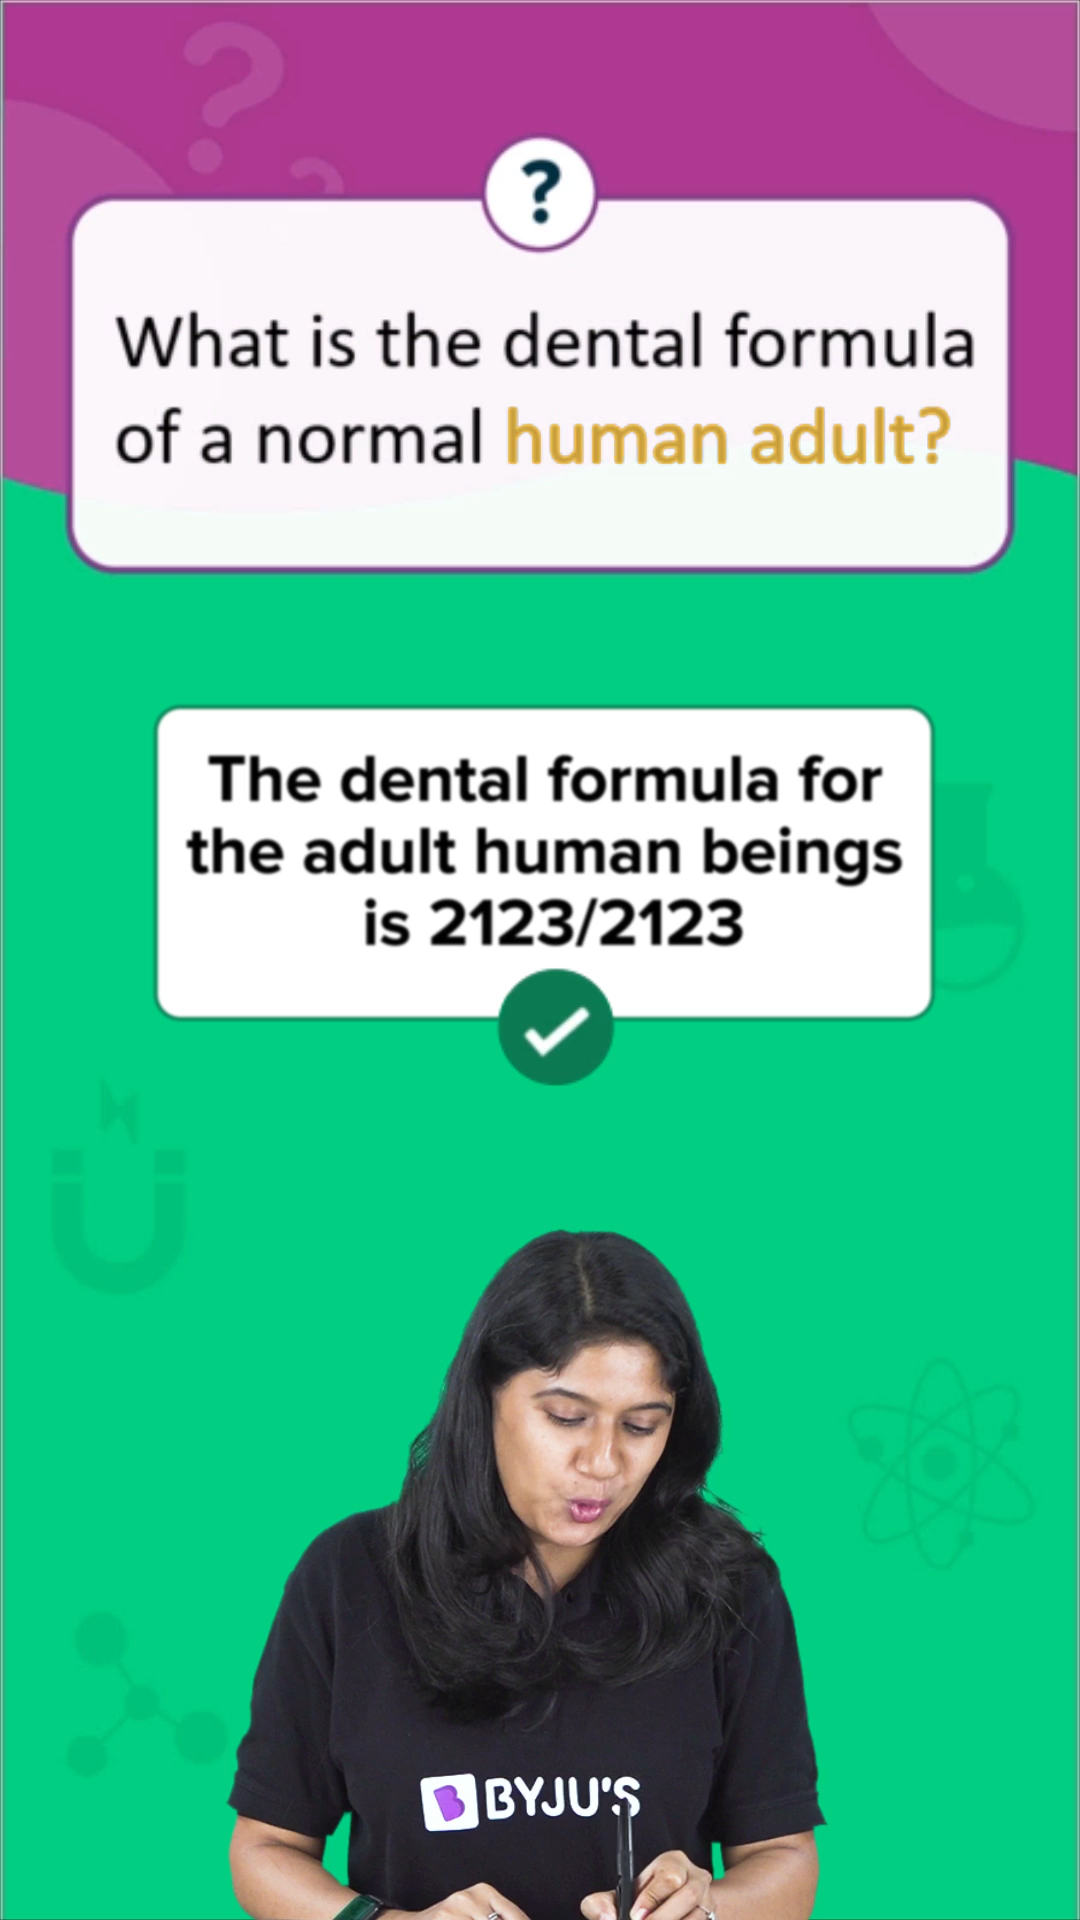 ?
What is the dental formula
of a normal human adult?
The dental formula for
the adult human beings
is 2123/2123
B BYJU'S